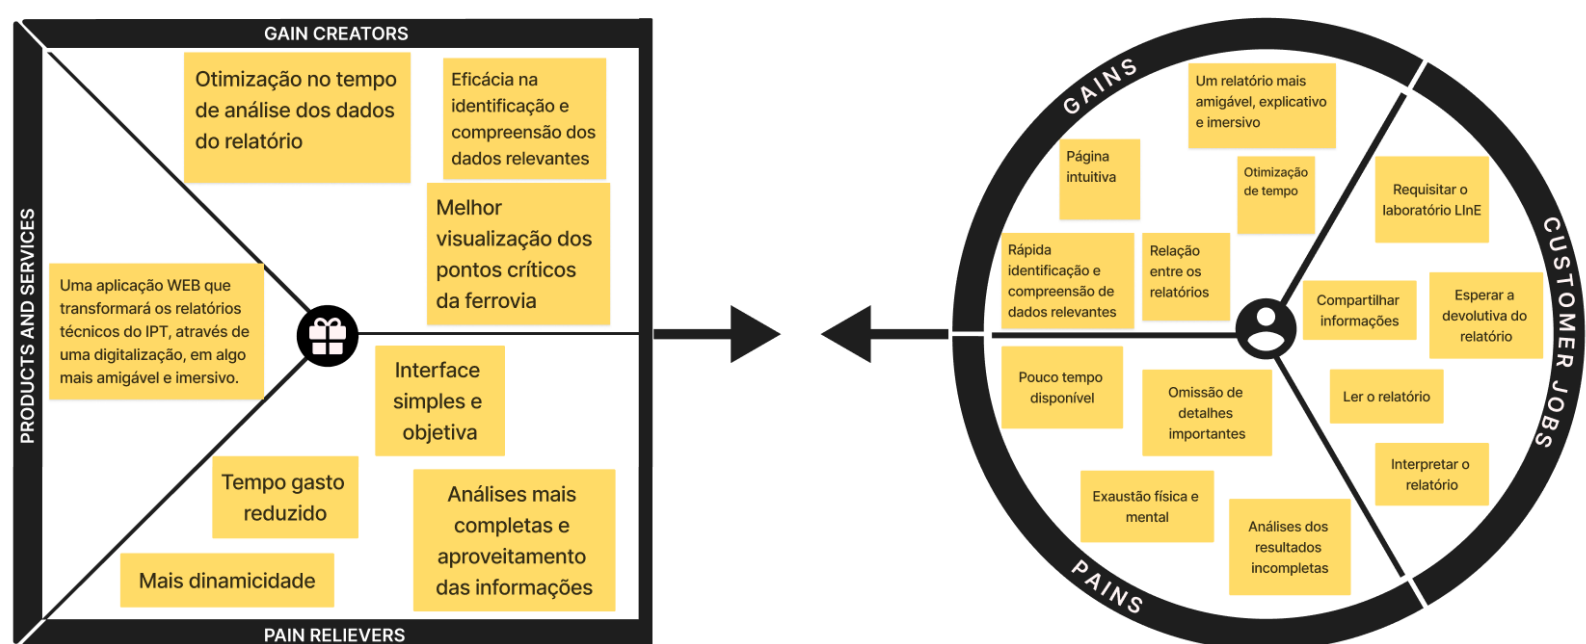 GAIN CREATORS
Otimização no tempo
de análise dos dados
do relatório
Eficácia na
identificação e
compreensão dos
dados relevantes
Melhor
visualização dos
pontos críticos
da ferrovia
PRODUCTS AND SERVICES
Uma aplicação WEB que
transformará os relatórios
técnicos do IPT, através de
uma digitalização, em algo
mais amigável e imersivo.
Interface
simples e
objetiva
Tempo gasto
reduzido
Análises mais
completas e
aproveitamento
das informações
Mais dinamicidade
PAIN RELIEVERS
GAINS
Um relatório mais
amigável, explicativo
e imersivo
Página
intuitiva
Otimização
de tempo
Rápida
identificação e
compreensão de
dados relevantes
Relação
entre os
relatórios
CUSTOMER JOBS
Requisitar o
laboratório LInE
Compartilhar
informações
Esperar a
devolutiva do
relatório
Ler o relatório
Interpretar o
relatório
PAINS
Pouco tempo
disponível
Omissão de
detalhes
importantes
Exaustão física e
mental
Análises dos
resultados
incompletas